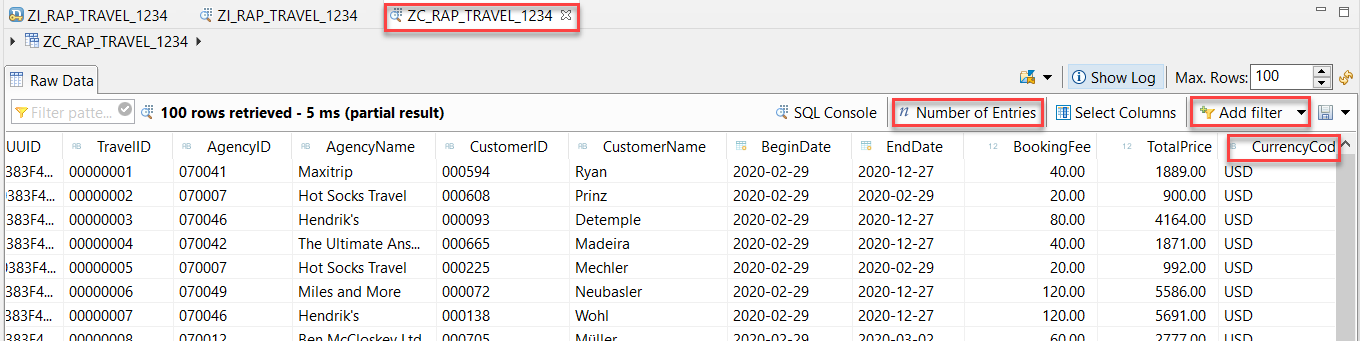 ZI_RAP_TRAVEL_1234 ZI_RAP_TRAVEL_1234 ZC_RAP_TRAVEL_1234
ZC_RAP_TRAVEL_1234
Raw Data Show Log Max. Rows: 100
Filter patte... 100 rows retrieved - 5 ms (partial result) SQL Console n Number of Entries Select Columns Add filter
UUID AB TravelID AB AgencyID AB AgencyName AB CustomerID AB CustomerName BeginDate EndDate 12 BookingFee 12 TotalPrice CurrencyCod
383F4... 00000001 070041 Maxitrip 000594 Ryan 2020-02-29 2020-12-27 40.00 1889.00 USD
0383F4... 00000002 070007 Hot Socks Travel 000608 Prinz 2020-02-29 2020-02-29 20.00 900.00 USD
383F4... 00000003 070046 Hendrik's 000093 Detemple 2020-02-29 2020-12-27 80.00 4164.00 USD
383F4... 00000004 070042 The Ultimate Ans... 000665 Madeira 2020-02-29 2020-12-27 40.00 1871.00 USD
0383F4... 00000005 070007 Hot Socks Travel 000225 Mechler 2020-02-29 2020-02-29 20.00 992.00 USD
383F4... 00000006 070049 Miles and More 000072 Neubasler 2020-02-29 2020-12-27 120.00 5586.00 USD
383F4... 00000007 070046 Hendrik's 000138 Wohl 2020-02-29 2020-12-27 120.00 5691.00 USD
383F4... 00000008 070012 Ben McCloskey Ltd. 000705 Müller 2020-02-29 2020-03-02 60.00 2777.00 USD